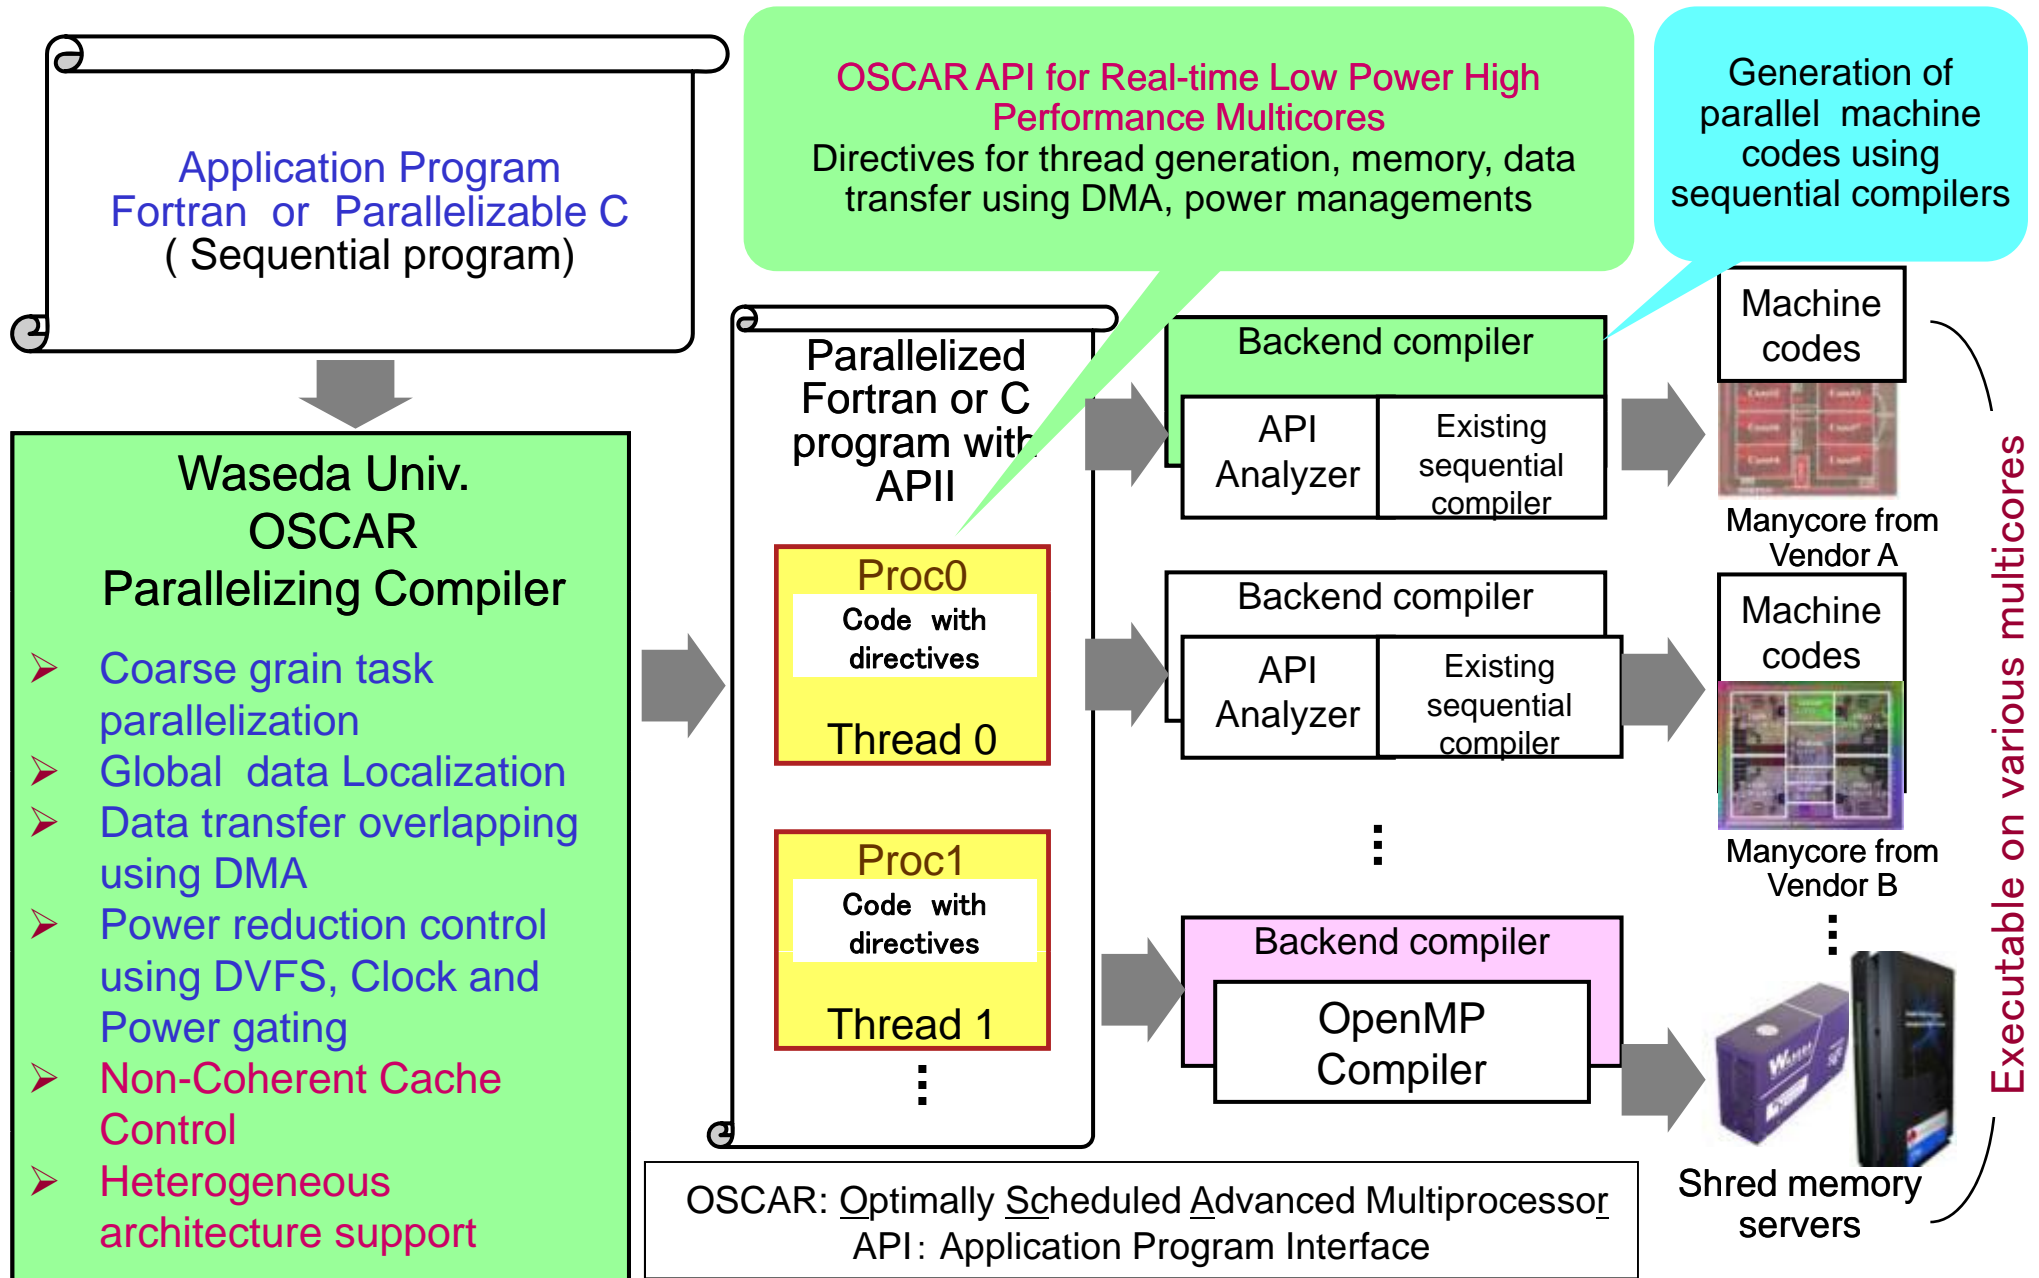 Application Program
Fortran or Parallelizable C
( Sequential program)
OSCAR API for Real-time Low Power High
Performance Multicores
Directives for thread generation, memory, data
transfer using DMA, power managements
Generation of
parallel machine
codes using
sequential compilers
Waseda Univ.
OSCAR
Parallelizing Compiler
➢ Coarse grain task
parallelization
➢ Global data Localization
➢ Data transfer overlapping
using DMA
➢ Power reduction control
using DVFS, Clock and
Power gating
➢ Non-Coherent Cache
Control
➢ Heterogeneous
architecture support
Parallelized
Fortran or C
program with
APII
Proc0
Code with
directives
Thread 0
Proc1
Code with
directives
Thread 1
⋮
Backend compiler
API
Analyzer
Existing
sequential
compiler
Backend compiler
API
Analyzer
Existing
sequential
compiler
⋮
Backend compiler
OpenMP
Compiler
Machine
codes
Manycore from
Vendor A
Machine
codes
Manycore from
Vendor B
⋮
Shred memory
servers
Executable on various multicores
OSCAR: Optimally Scheduled Advanced Multiprocessor
API: Application Program Interface